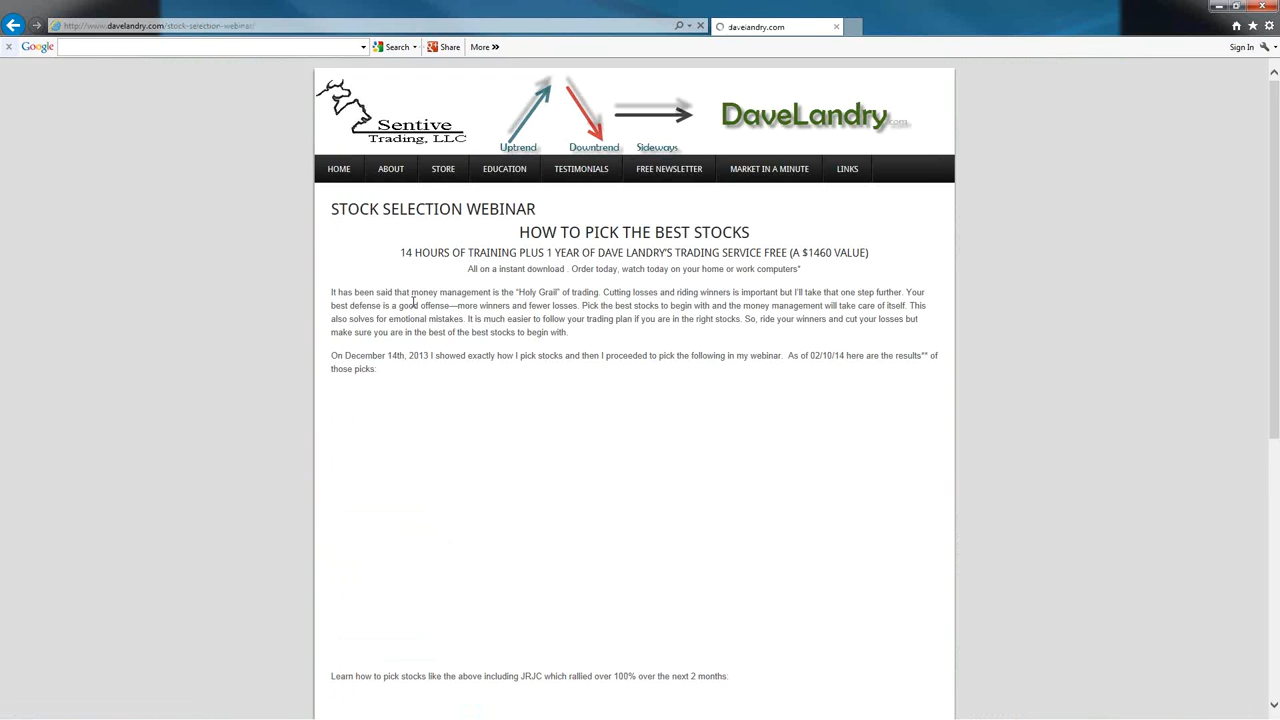 http://www.davelandry.com/stock-selection-webinar/
davelandry.com
Google
Search
Share
More
Sign In
Sentive
Trading, LLC
Uptrend
Downtrend
Sideways
DaveLandry.com
HOME
ABOUT
STORE
EDUCATION
TESTIMONIALS
FREE NEWSLETTER
MARKET IN A MINUTE
LINKS
STOCK SELECTION WEBINAR
HOW TO PICK THE BEST STOCKS
14 HOURS OF TRAINING PLUS 1 YEAR OF DAVE LANDRY'S TRADING SERVICE FREE (A $1460 VALUE)
All on a instant download . Order today, watch today on your home or work computers*
It has been said that money management is the “Holy Grail” of trading. Cutting losses and riding winners is important but I'll take that one step further. Your
best defense is a good offense—more winners and fewer losses. Pick the best stocks to begin with and the money management will take care of itself. This
also solves for emotional mistakes. It is much easier to follow your trading plan if you are in the right stocks. So, ride your winners and cut your losses but
make sure you are in the best of the best stocks to begin with.
On December 14th, 2013 I showed exactly how I pick stocks and then I proceeded to pick the following in my webinar. As of 02/10/14 here are the results** of
those picks:
Learn how to pick stocks like the above including JRJC which rallied over 100% over the next 2 months.